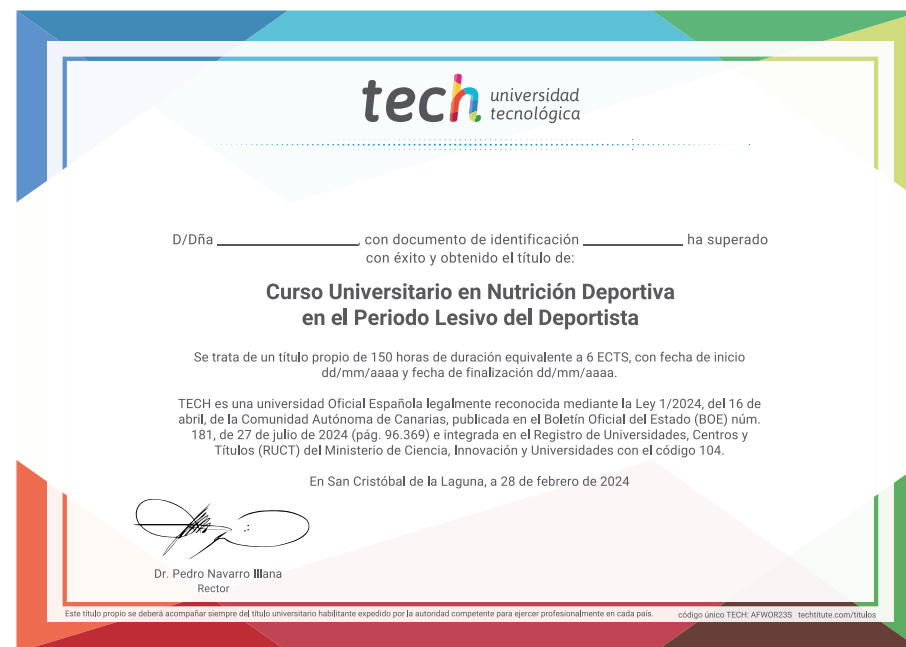 tech universidad
tecnológica
D/Dña ____________________, con documento de identificación ______________ ha superado
con éxito y obtenido el título de:
Curso Universitario en Nutrición Deportiva
en el Periodo Lesivo del Deportista
Se trata de un título propio de 150 horas de duración equivalente a 6 ECTS, con fecha de inicio
dd/mm/aaaa y fecha de finalización dd/mm/aaaa.
TECH es una universidad Oficial Española legalmente reconocida mediante la Ley 1/2024, del 16 de
abril, de la Comunidad Autónoma de Canarias, publicada en el Boletín Oficial del Estado (BOE) núm.
181, de 27 de julio de 2024 (pág. 96.369) e integrada en el Registro de Universidades, Centros y
Títulos (RUCT) del Ministerio de Ciencia, Innovación y Universidades con el código 104.
En San Cristóbal de la Laguna, a 28 de febrero de 2024
Dr. Pedro Navarro Illana
Rector
Este título propio se deberá acompañar siempre del título universitario habilitante expedido por la autoridad competente para ejercer profesionalmente en cada país.
código único TECH: AFWOR23S techtitute.com/titulos